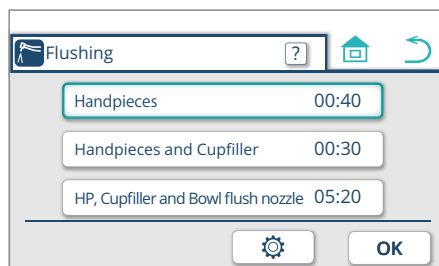 Flushing ?
Handpieces 00:40
Handpieces and Cupfiller 00:30
HP, Cupfiller and Bowl flush nozzle 05:20
OK